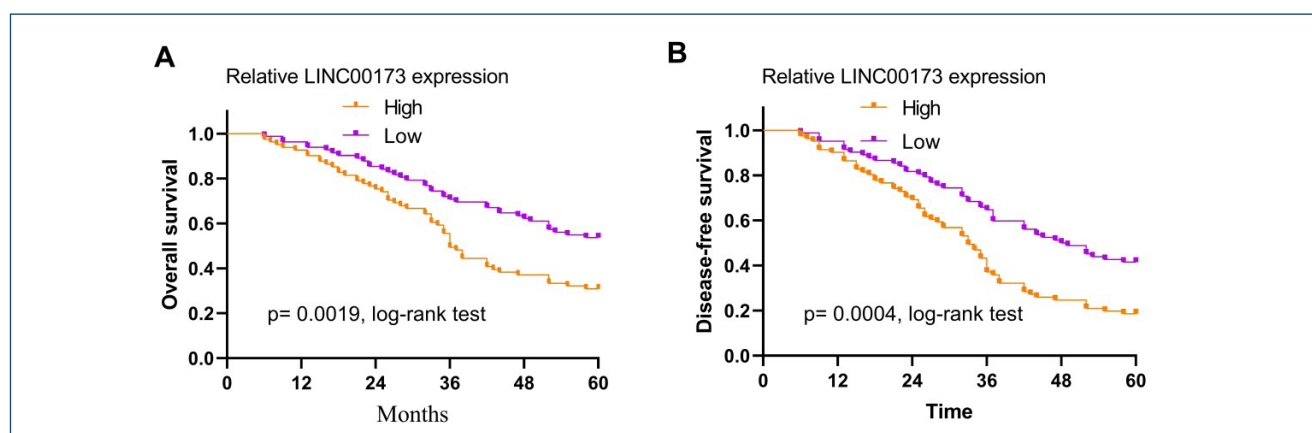 A
Relative LINC00173 expression
High
Low
Overall survival
1.0
0.8
0.6
0.4
0.2
0.0
p= 0.0019, log-rank test
0 12 24 36 48 60
Months
B
Relative LINC00173 expression
High
Low
Disease-free survival
1.0
0.8
0.6
0.4
0.2
0.0
p= 0.0004, log-rank test
0 12 24 36 48 60
Time